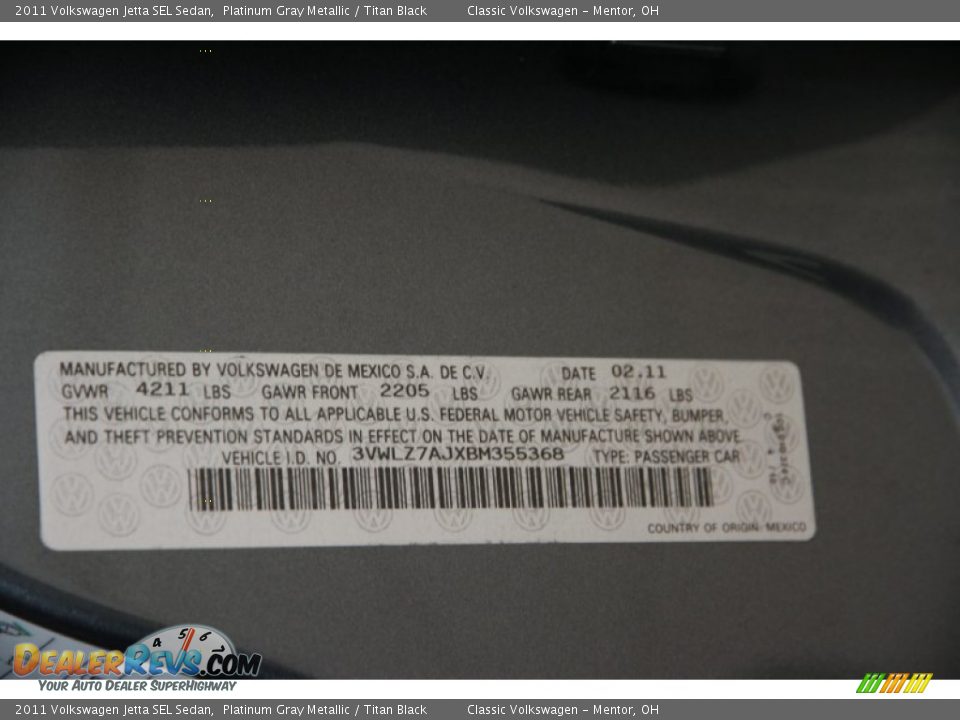 2011 Volkswagen Jetta SEL Sedan,  Platinum Gray Metallic / Titan Black    Classic Volkswagen – Mentor, OH
MANUFACTURED BY VOLKSWAGEN DE MEXICO S.A. DE C.V. DATE 02.11
GVWR 4211 LBS GAWR FRONT 2205 LBS GAWR REAR 2116 LBS
THIS VEHICLE CONFORMS TO ALL APPLICABLE U.S. FEDERAL MOTOR VEHICLE SAFETY, BUMPER,
AND THEFT PREVENTION STANDARDS IN EFFECT ON THE DATE OF MANUFACTURE SHOWN ABOVE.
VEHICLE I.D. NO. 3VWLZ7AJXBM355368 TYPE: PASSENGER CAR
COUNTRY OF ORIGIN: MEXICO
4 5 6
DEALERREVS.COM
YOUR AUTO DEALER SUPERHIGHWAY
2011 Volkswagen Jetta SEL Sedan,  Platinum Gray Metallic / Titan Black    Classic Volkswagen – Mentor, OH